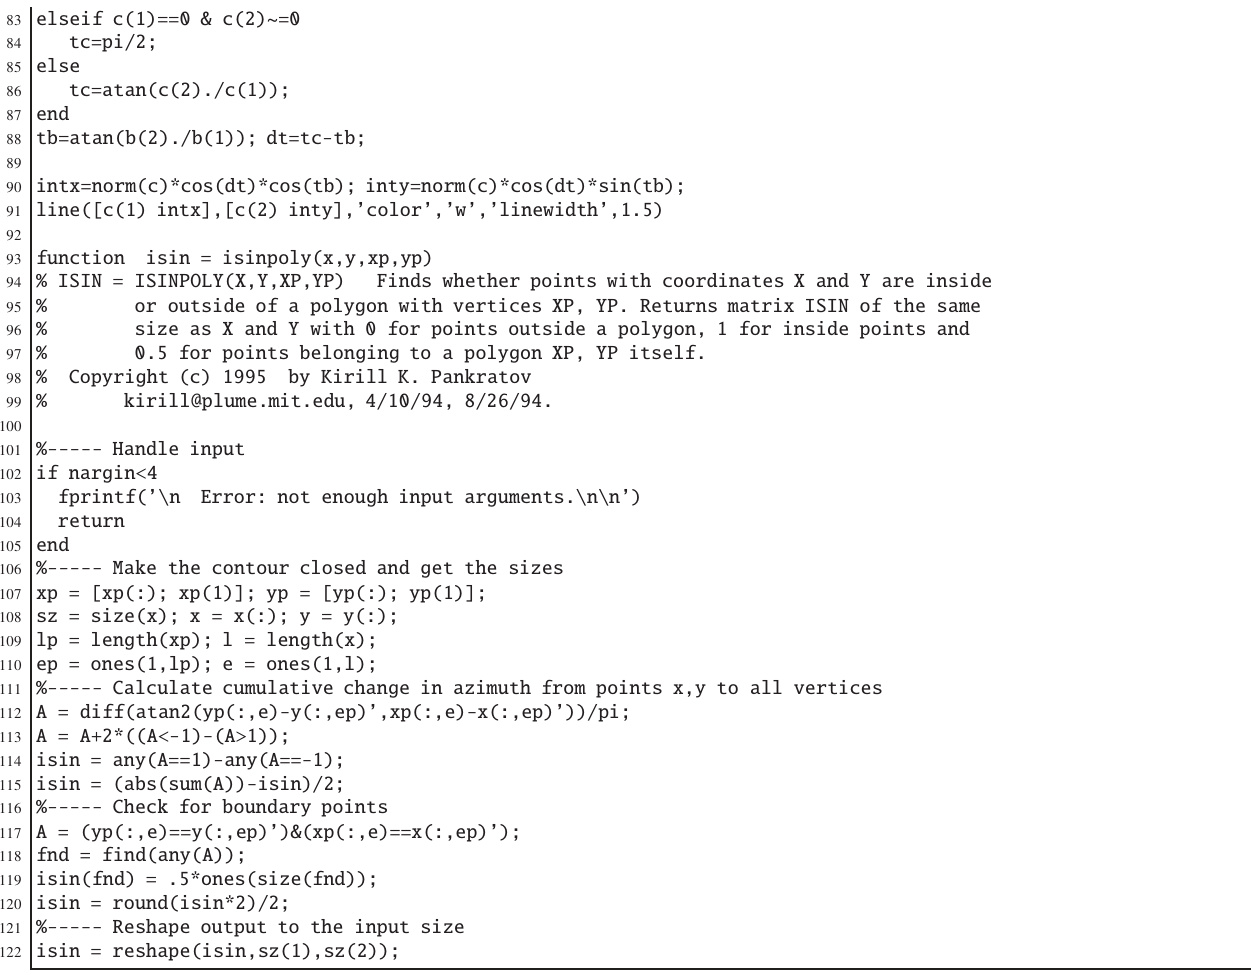 83 elseif c(1)==0 & c(2)~=0
84    tc=pi/2;
85 else
86    tc=atan(c(2)./c(1));
87 end
88 tb=atan(b(2)./b(1)); dt=tc-tb;
89
90 intx=norm(c)*cos(dt)*cos(tb); inty=norm(c)*cos(dt)*sin(tb);
91 line([c(1) intx],[c(2) inty],’color’,’w’,’linewidth’,1.5)
92
93 function  isin = isinpoly(x,y,xp,yp)
94 % ISIN = ISINPOLY(X,Y,XP,YP)   Finds whether points with coordinates X and Y are inside
95 %        or outside of a polygon with vertices XP, YP. Returns matrix ISIN of the same
96 %        size as X and Y with 0 for points outside a polygon, 1 for inside points and
97 %        0.5 for points belonging to a polygon XP, YP itself.
98 %  Copyright (c) 1995  by Kirill K. Pankratov
99 %       kirill@plume.mit.edu, 4/10/94, 8/26/94.
100
101 %----- Handle input
102 if nargin<4
103   fprintf(’\n  Error: not enough input arguments.\n\n’)
104   return
105 end
106 %----- Make the contour closed and get the sizes
107 xp = [xp(:); xp(1)]; yp = [yp(:); yp(1)];
108 sz = size(x); x = x(:); y = y(:);
109 lp = length(xp); l = length(x);
110 ep = ones(1,lp); e = ones(1,l);
111 %----- Calculate cumulative change in azimuth from points x,y to all vertices
112 A = diff(atan2(yp(:,e)-y(:,ep)’,xp(:,e)-x(:,ep)’))/pi;
113 A = A+2*((A<-1)-(A>1));
114 isin = any(A==1)-any(A==-1);
115 isin = (abs(sum(A))-isin)/2;
116 %----- Check for boundary points
117 A = (yp(:,e)==y(:,ep)’)&(xp(:,e)==x(:,ep)’);
118 fnd = find(any(A));
119 isin(fnd) = .5*ones(size(fnd));
120 isin = round(isin*2)/2;
121 %----- Reshape output to the input size
122 isin = reshape(isin,sz(1),sz(2));